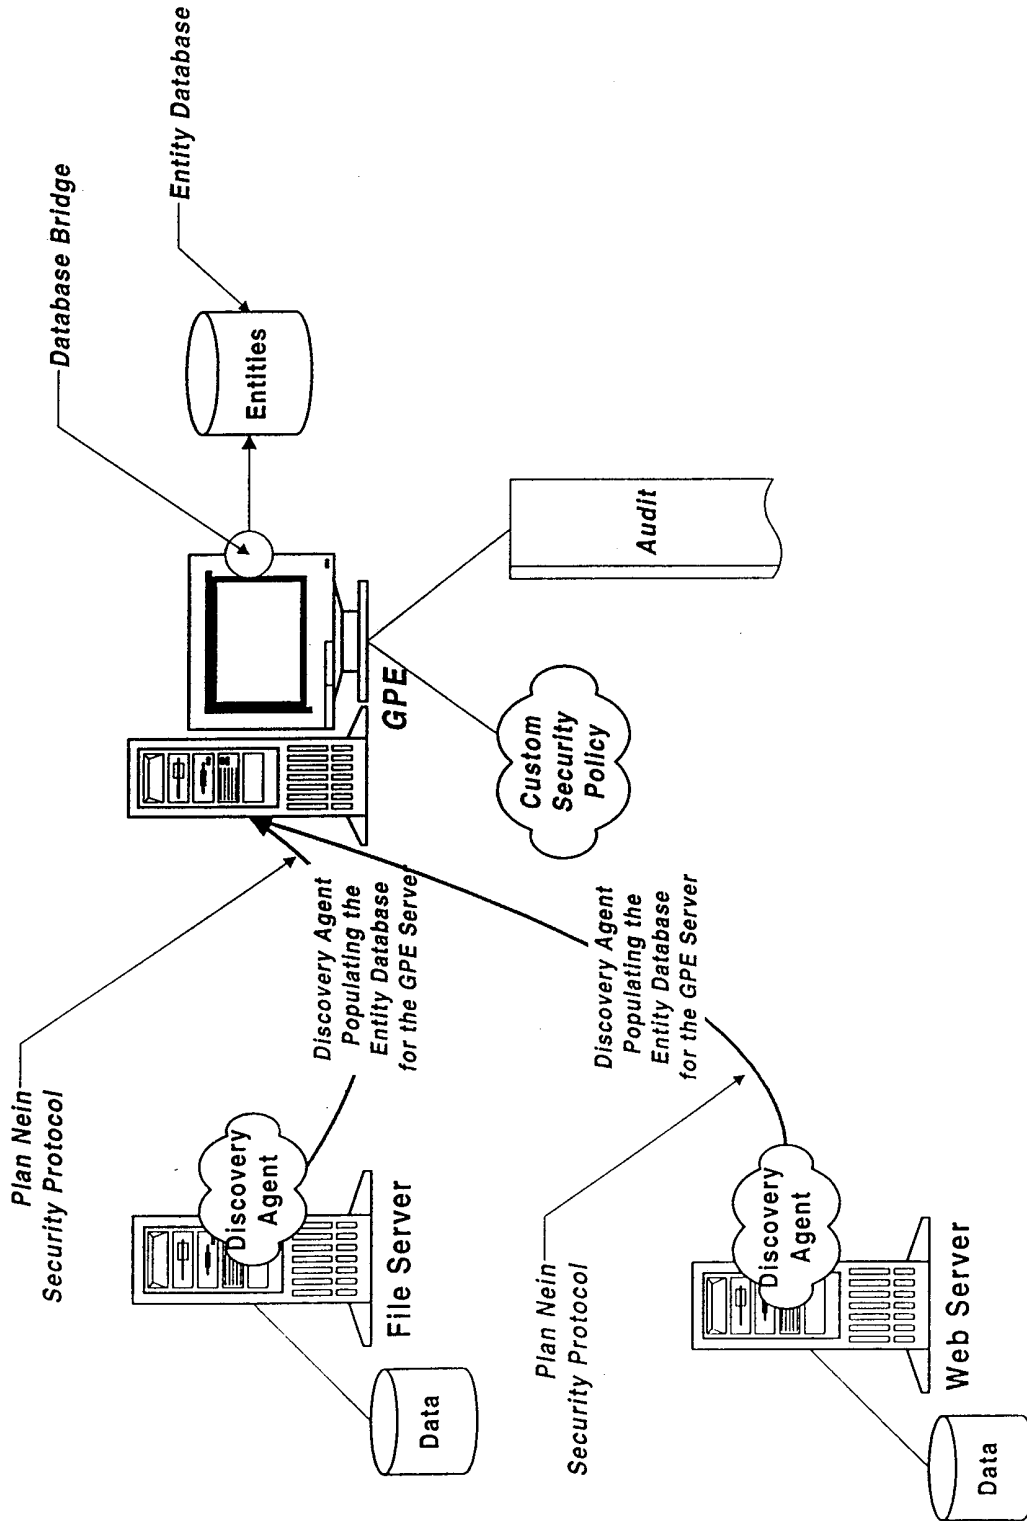 Plan Nein
Security Protocol
Database Bridge
Entity Database
Entities
GPE
Discovery
Agent
File Server
Data
Discovery Agent
Populating the
Entity Database
for the GPE Server
Custom
Security
Policy
Audit
Plan Nein
Security Protocol
Discovery Agent
Populating the
Entity Database
for the GPE Server
Discovery
Agent
Web Server
Data